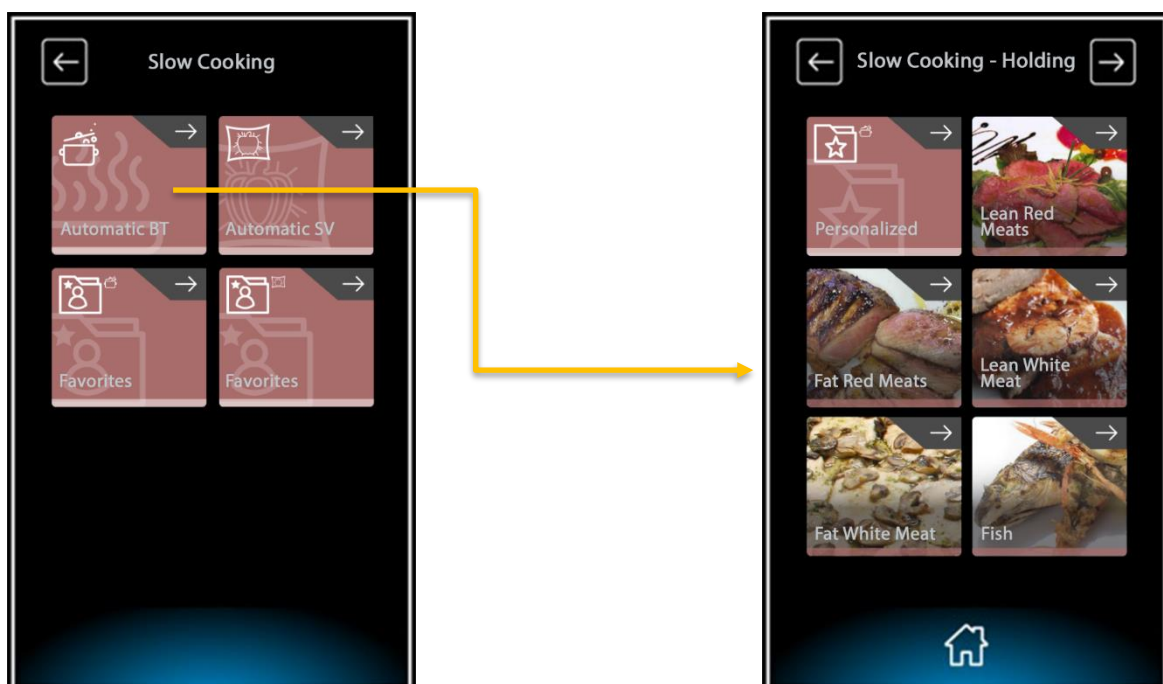 Slow Cooking
Automatic BT
Automatic SV
Favorites
Favorites
Slow Cooking - Holding
Personalized
Lean Red
Meats
Fat Red Meats
Lean White
Meat
Fat White Meat
Fish